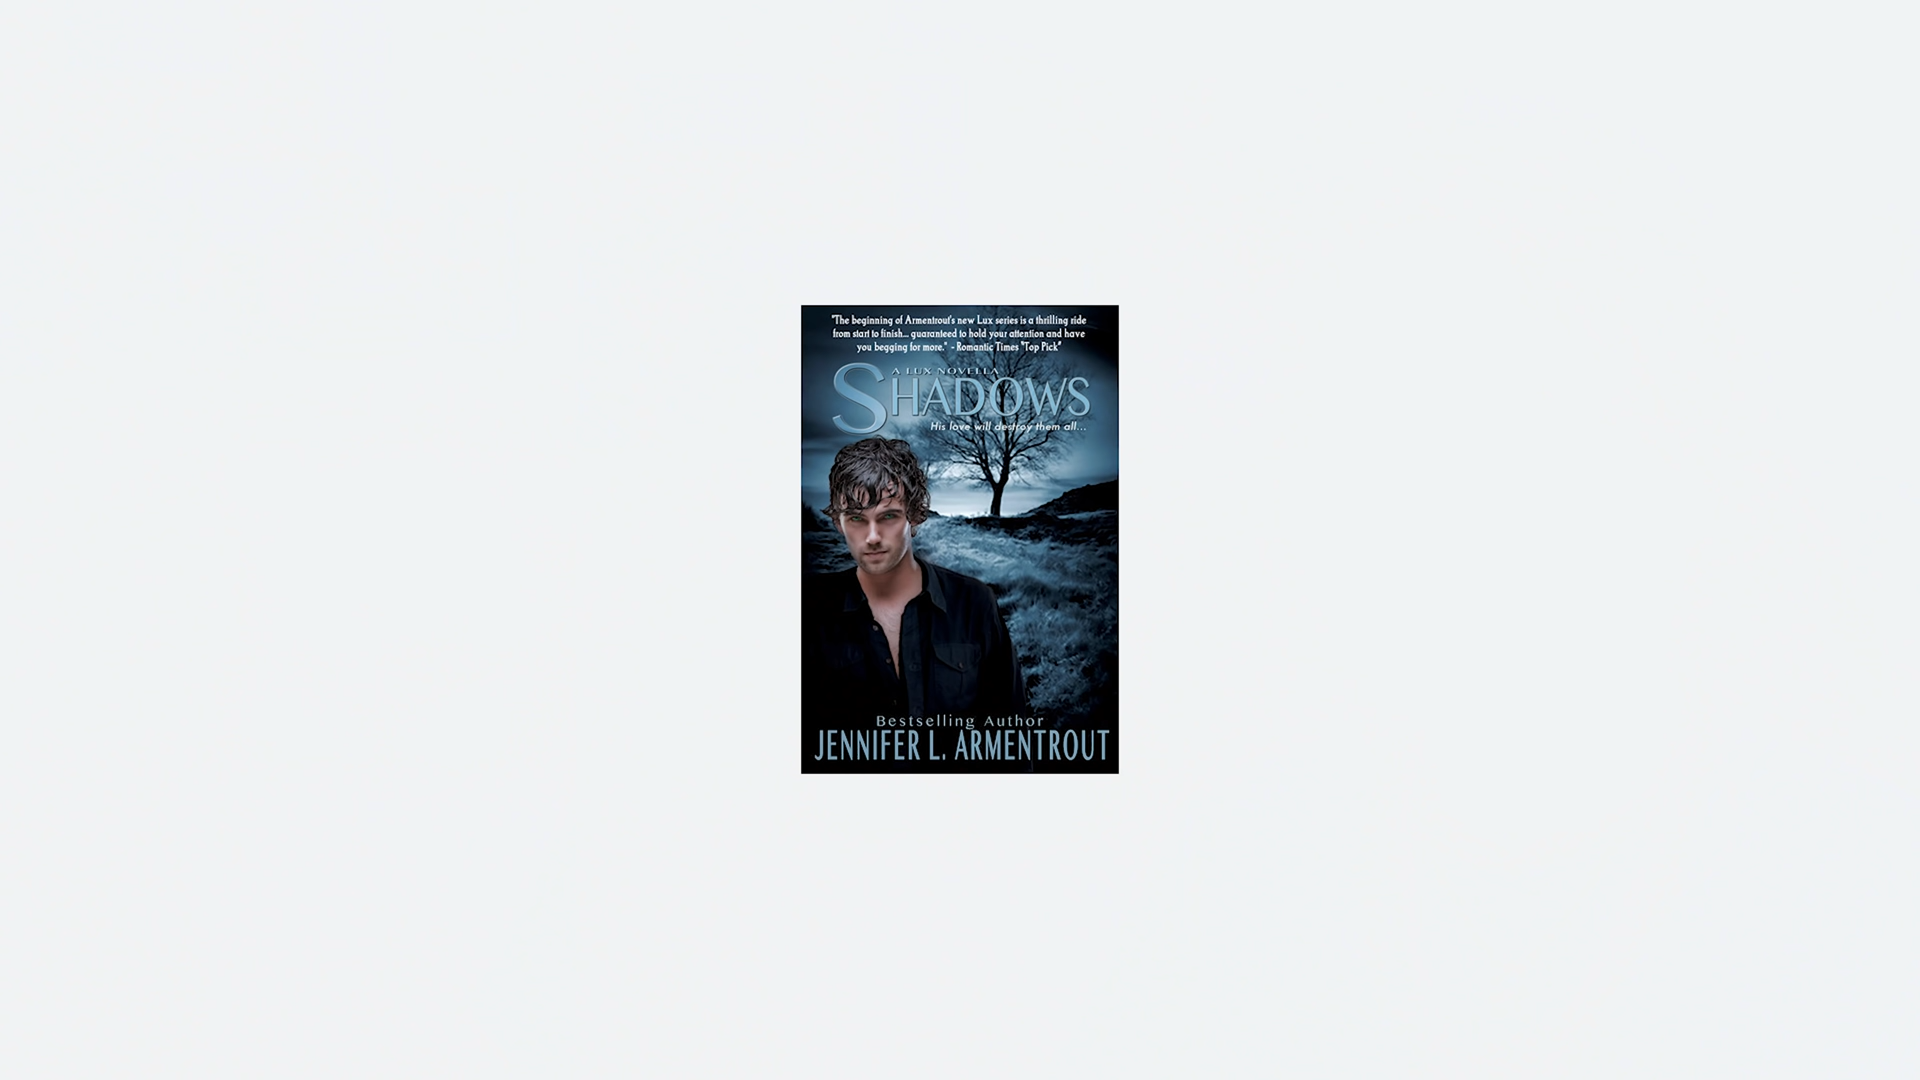 "The beginning of Armentrout's new Lux series is a thrilling ride
from start to finish... guaranteed to hold your attention and have
you begging for more." - Romantic Times "Top Pick"
A LUX NOVELLA
SHADOWS
His love will destroy them all...
Bestselling Author
JENNIFER L. ARMENTROUT